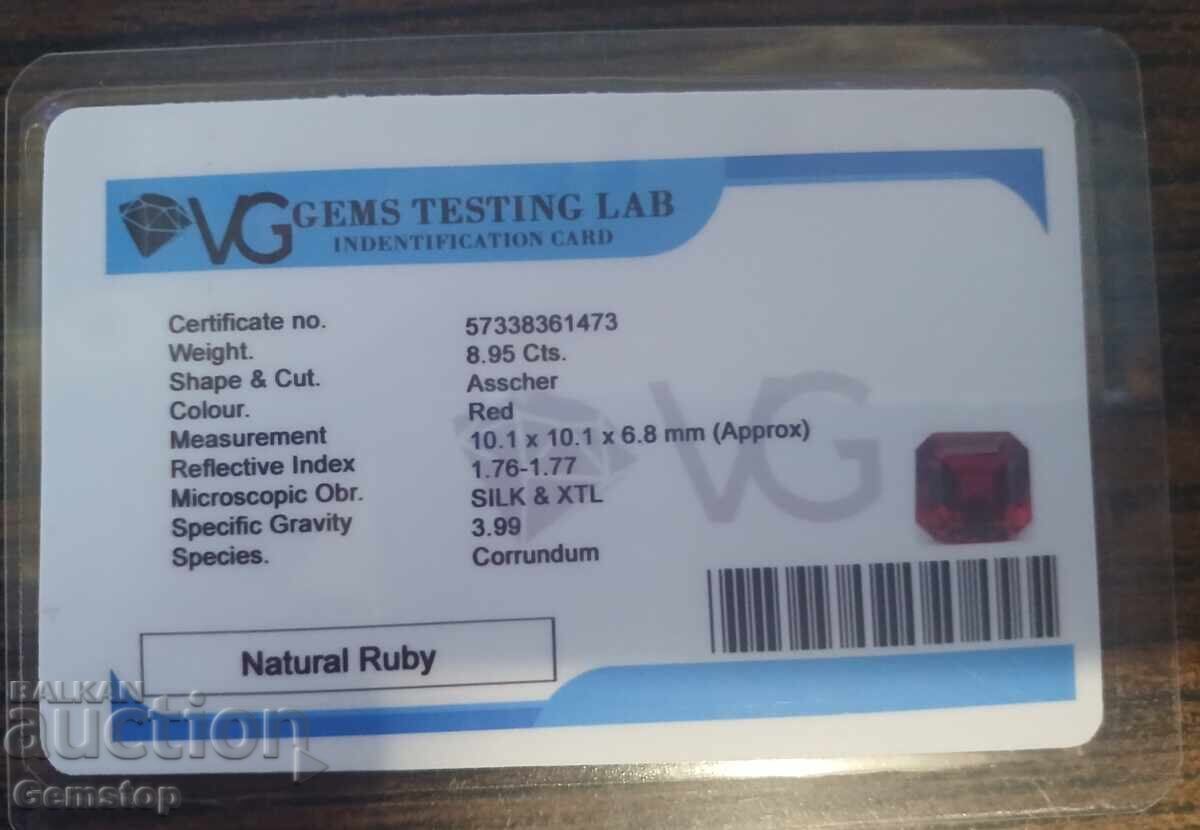 VG GEMS TESTING LAB
INDENTIFICATION CARD
Certificate no. 57338361473
Weight. 8.95 Cts.
Shape & Cut. Asscher
Colour. Red
Measurement 10.1 x 10.1 x 6.8 mm (Approx)
Reflective Index 1.76-1.77
Microscopic Obr. SILK & XTL
Specific Gravity 3.99
Species. Corrundum
VG
Natural Ruby
BALKAN
auction
Gemstop